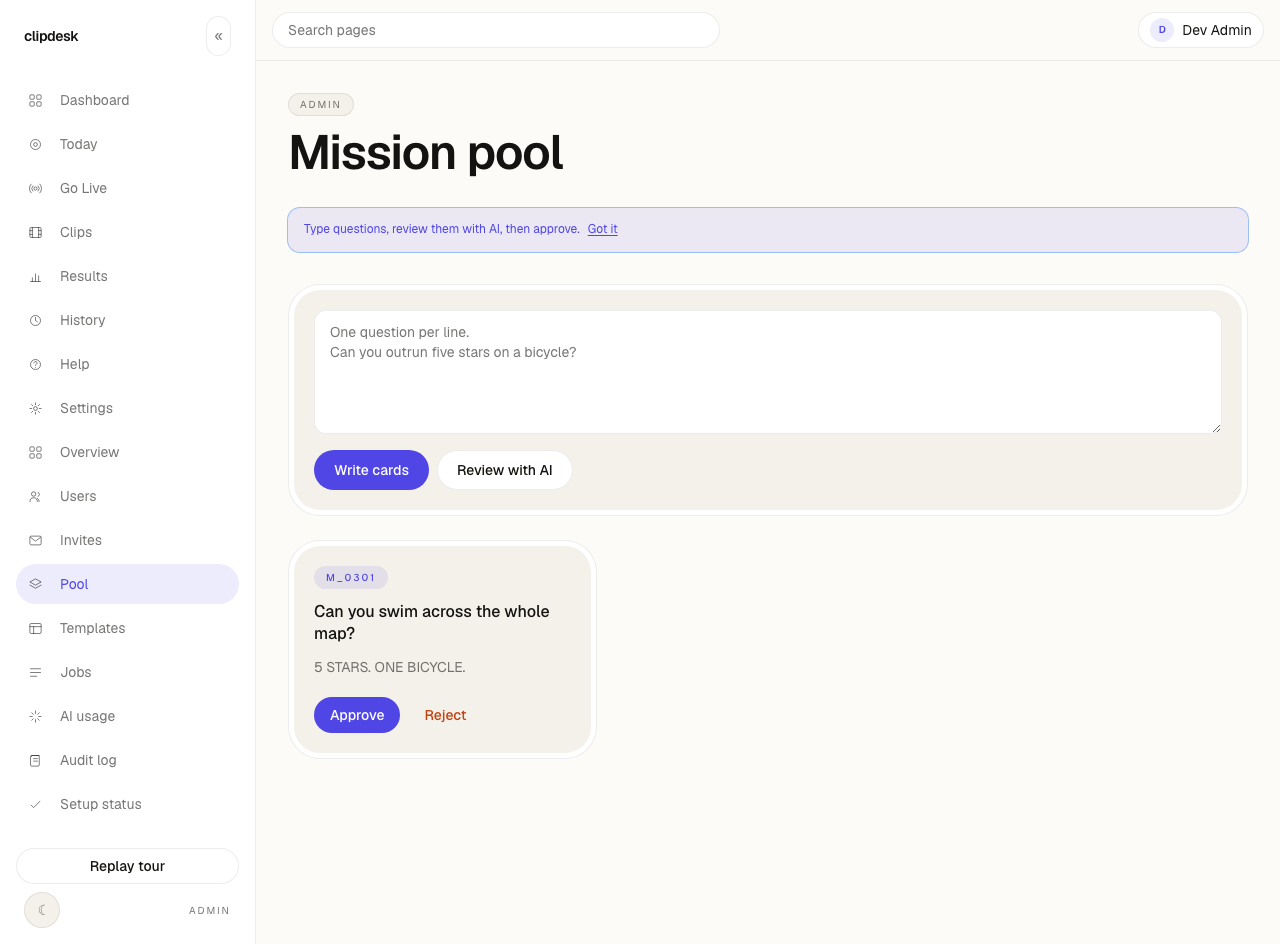 clipdesk
«
Search pages
D
Dev Admin
Dashboard
Today
Go Live
Clips
Results
History
Help
Settings
Overview
Users
Invites
Pool
Templates
Jobs
AI usage
Audit log
Setup status
Replay tour
ADMIN
ADMIN
Mission pool
Type questions, review them with AI, then approve. Got it
One question per line.
Can you outrun five stars on a bicycle?
Write cards
Review with AI
M_0301
Can you swim across the whole
map?
5 STARS. ONE BICYCLE.
Approve
Reject